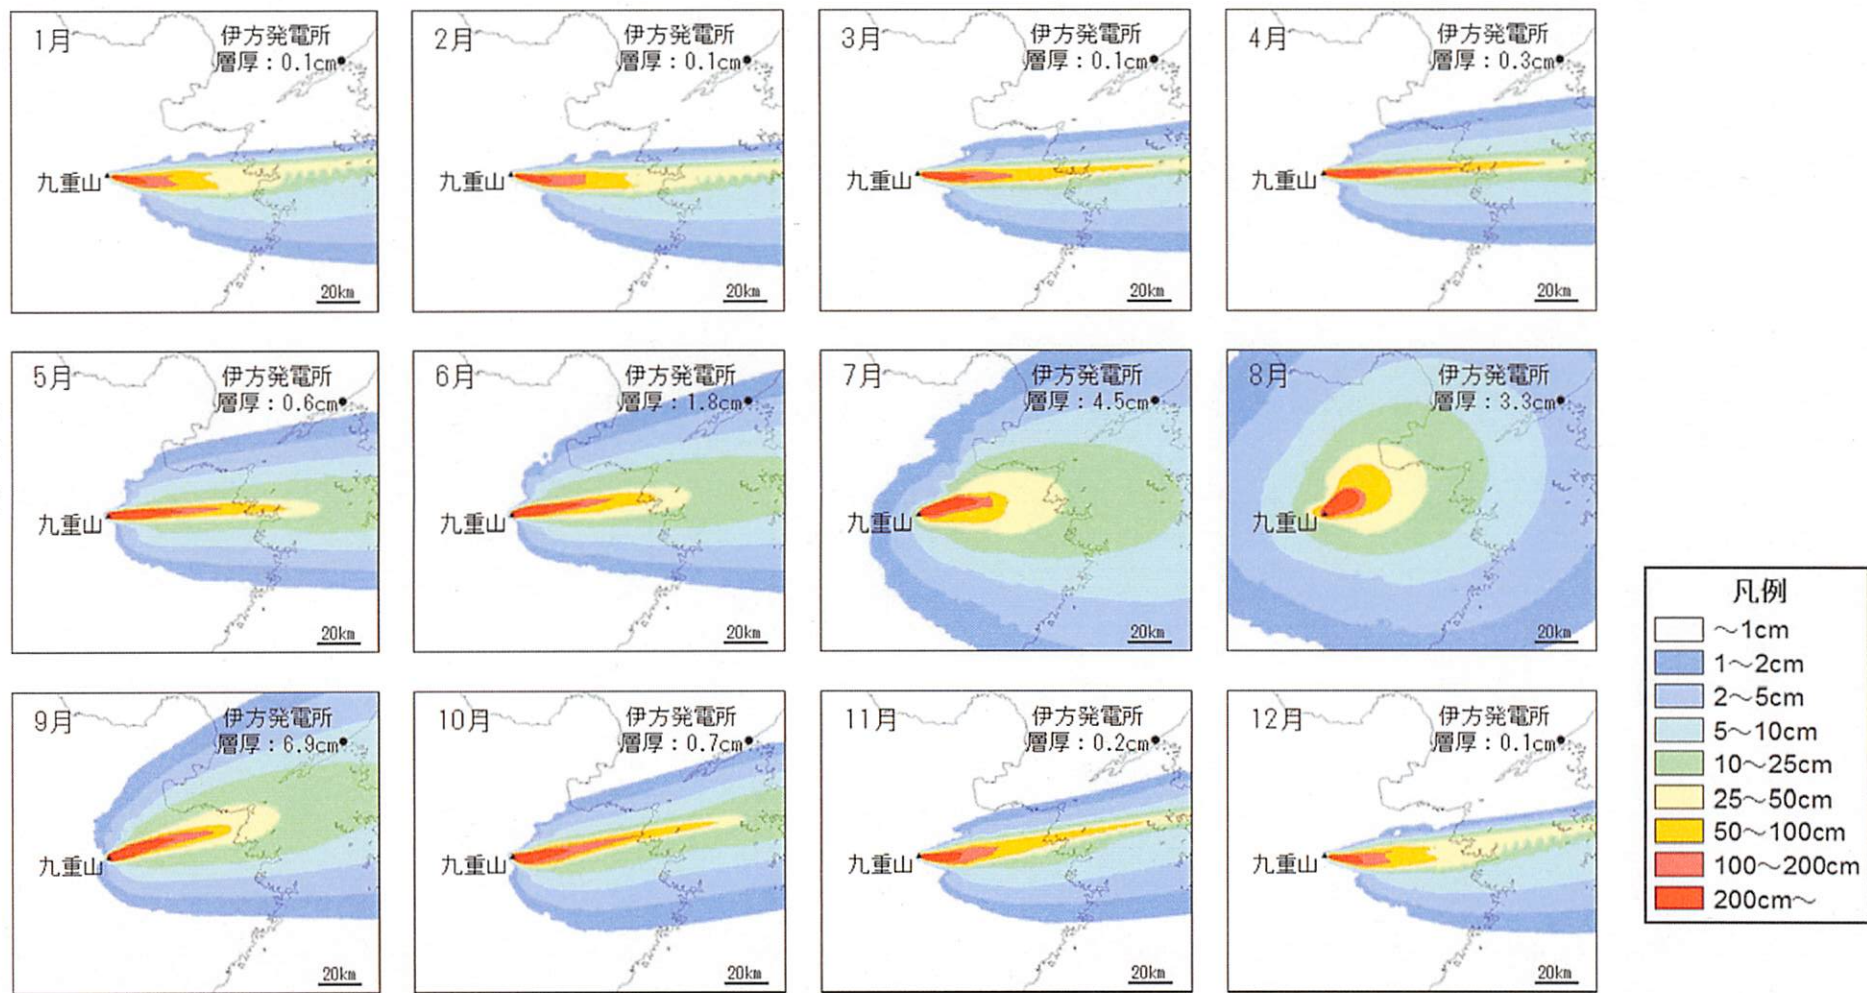 1月
伊方発電所
層厚：0.1cm
九重山
20km
2月
伊方発電所
層厚：0.1cm
九重山
20km
3月
伊方発電所
層厚：0.1cm
九重山
20km
4月
伊方発電所
層厚：0.3cm
九重山
20km
5月
伊方発電所
層厚：0.6cm
九重山
20km
6月
伊方発電所
層厚：1.8cm
九重山
20km
7月
伊方発電所
層厚：4.5cm
九重山
20km
8月
伊方発電所
層厚：3.3cm
九重山
20km
9月
伊方発電所
層厚：6.9cm
九重山
20km
10月
伊方発電所
層厚：0.7cm
九重山
20km
11月
伊方発電所
層厚：0.2cm
九重山
20km
12月
伊方発電所
層厚：0.1cm
九重山
20km
凡例
～1cm
1～2cm
2～5cm
5～10cm
10～25cm
25～50cm
50～100cm
100～200cm
200cm～